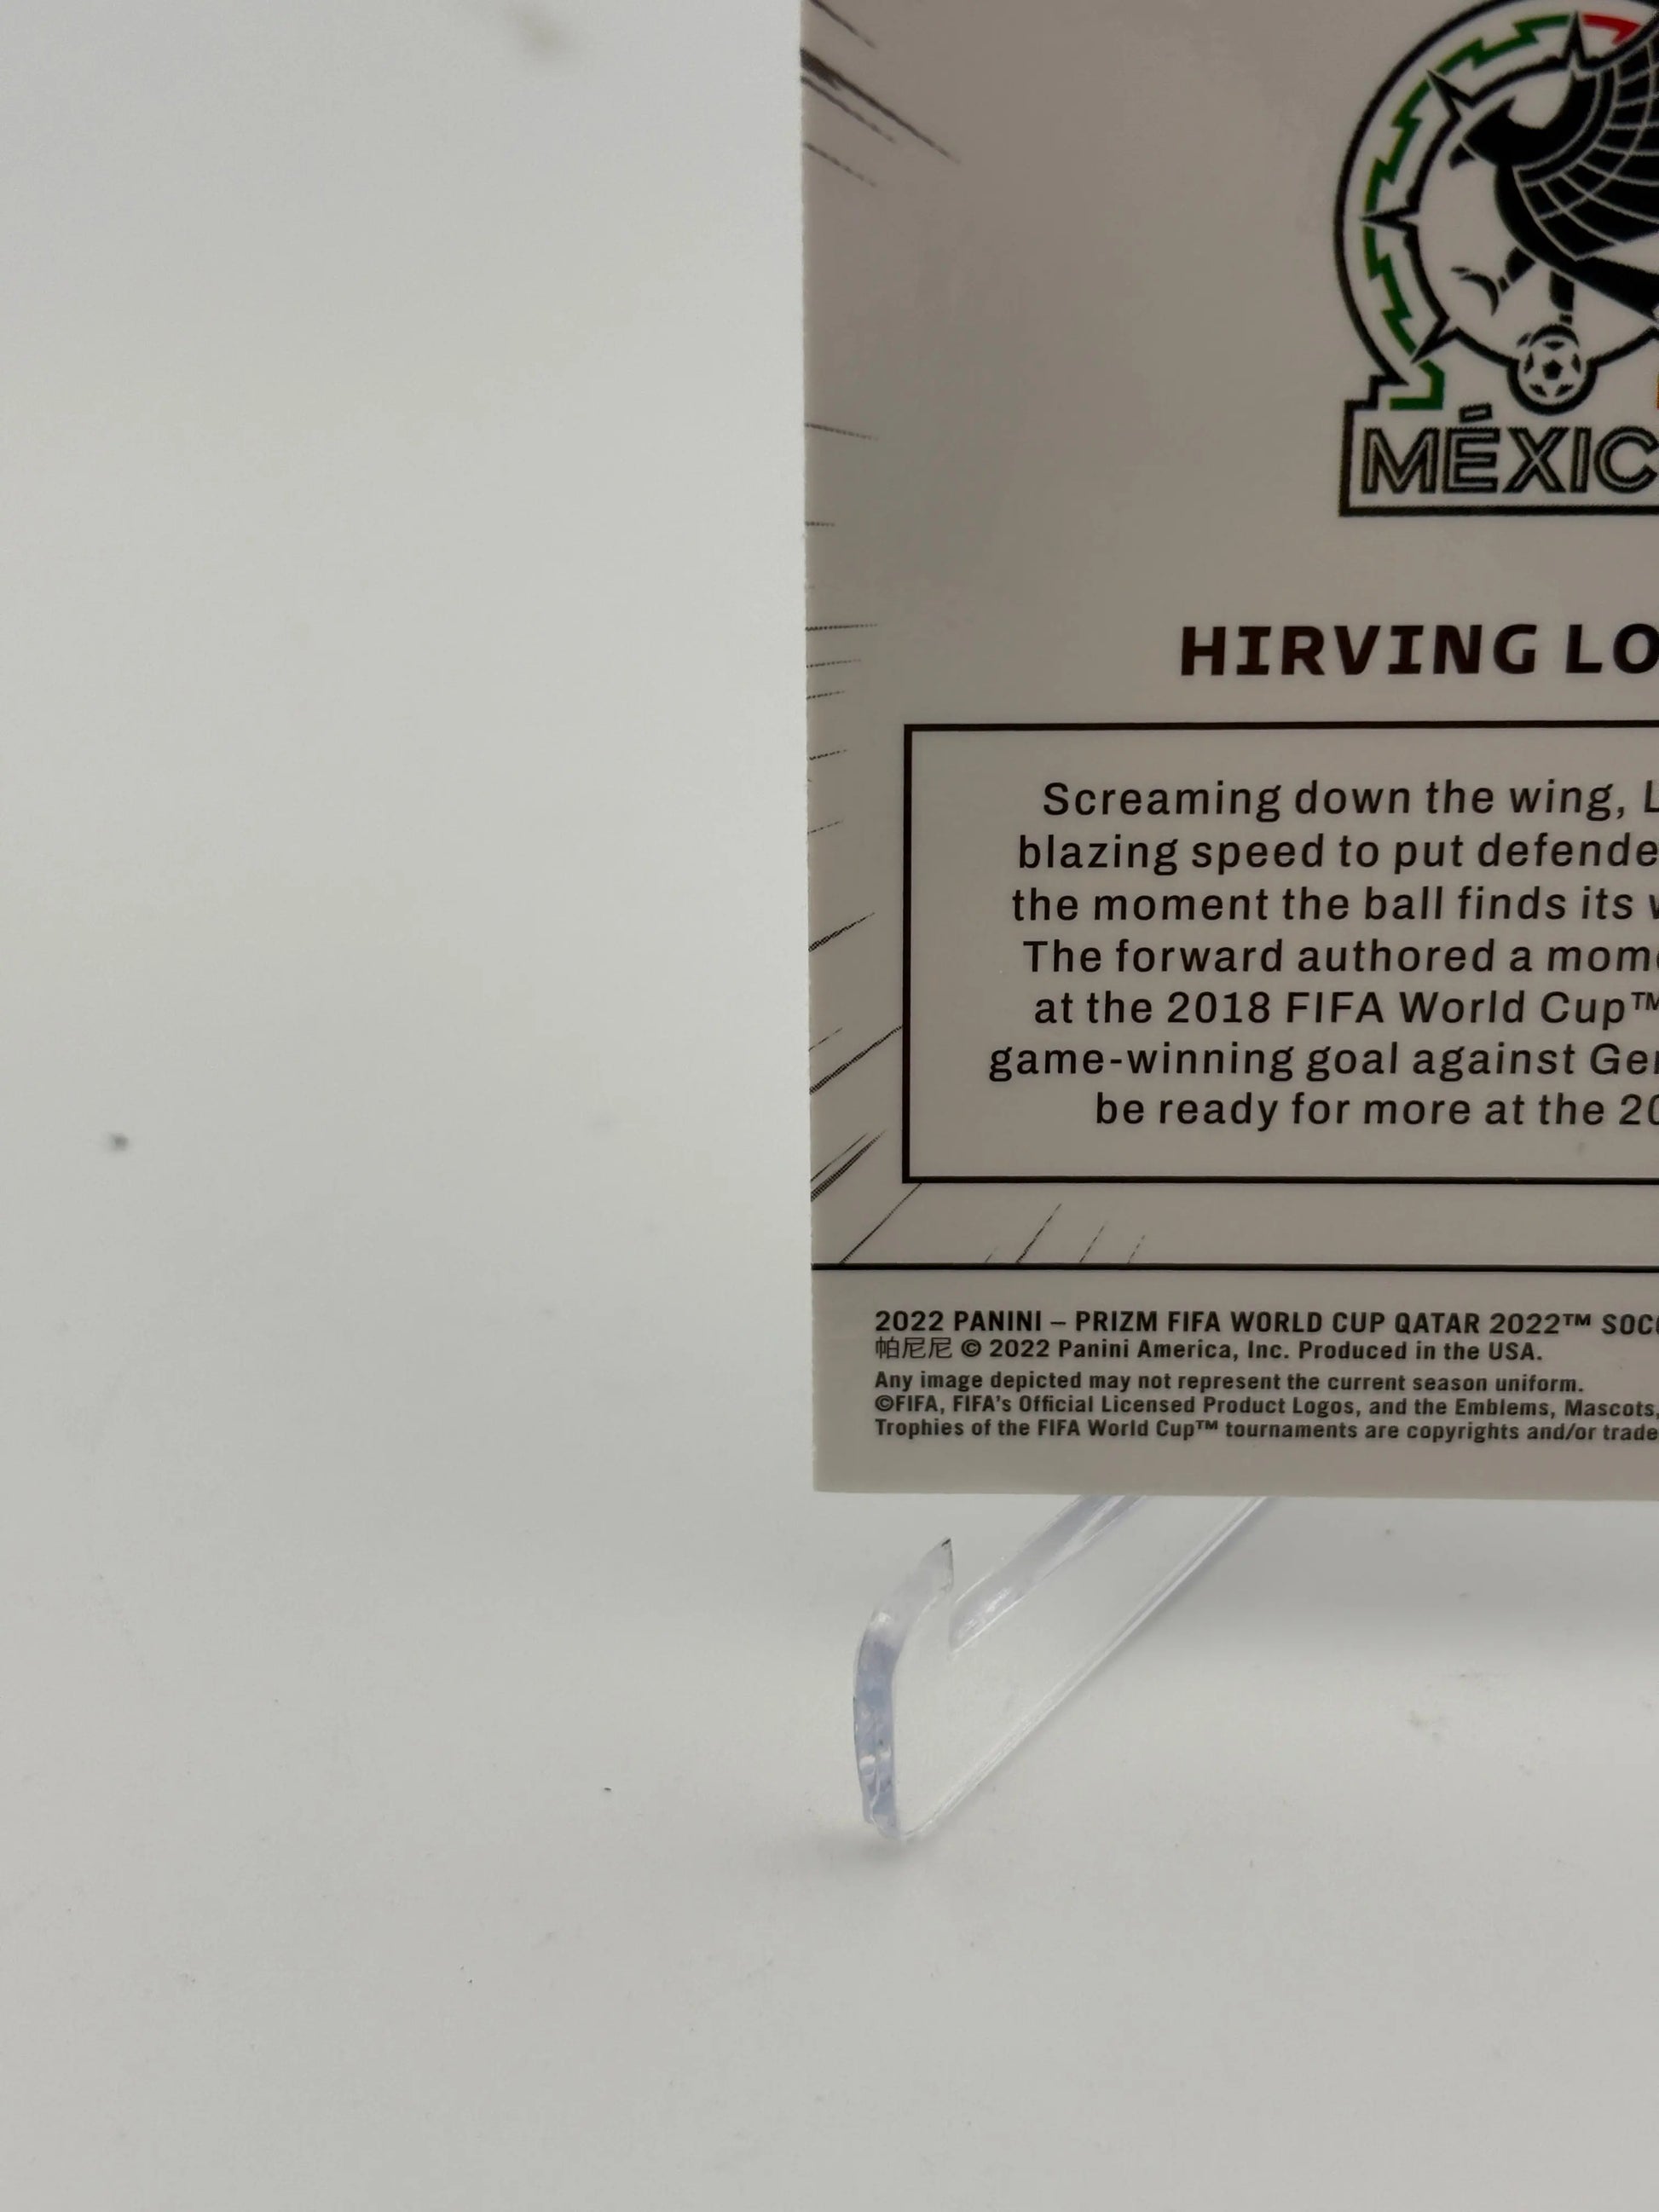 MÉXIC
HIRVING LO
Screaming down the wing, L
blazing speed to put defende
the moment the ball finds its
The forward authored a mom
at the 2018 FIFA World Cup™
game-winning goal against Ger
be ready for more at the 20
2022 PANINI – PRIZM FIFA WORLD CUP QATAR 2022™ SOCC
帕尼尼 © 2022 Panini America, Inc. Produced in the USA.
Any image depicted may not represent the current season uniform.
©FIFA, FIFA's Official Licensed Product Logos, and the Emblems, Mascots,
Trophies of the FIFA World Cup™ tournaments are copyrights and/or trade